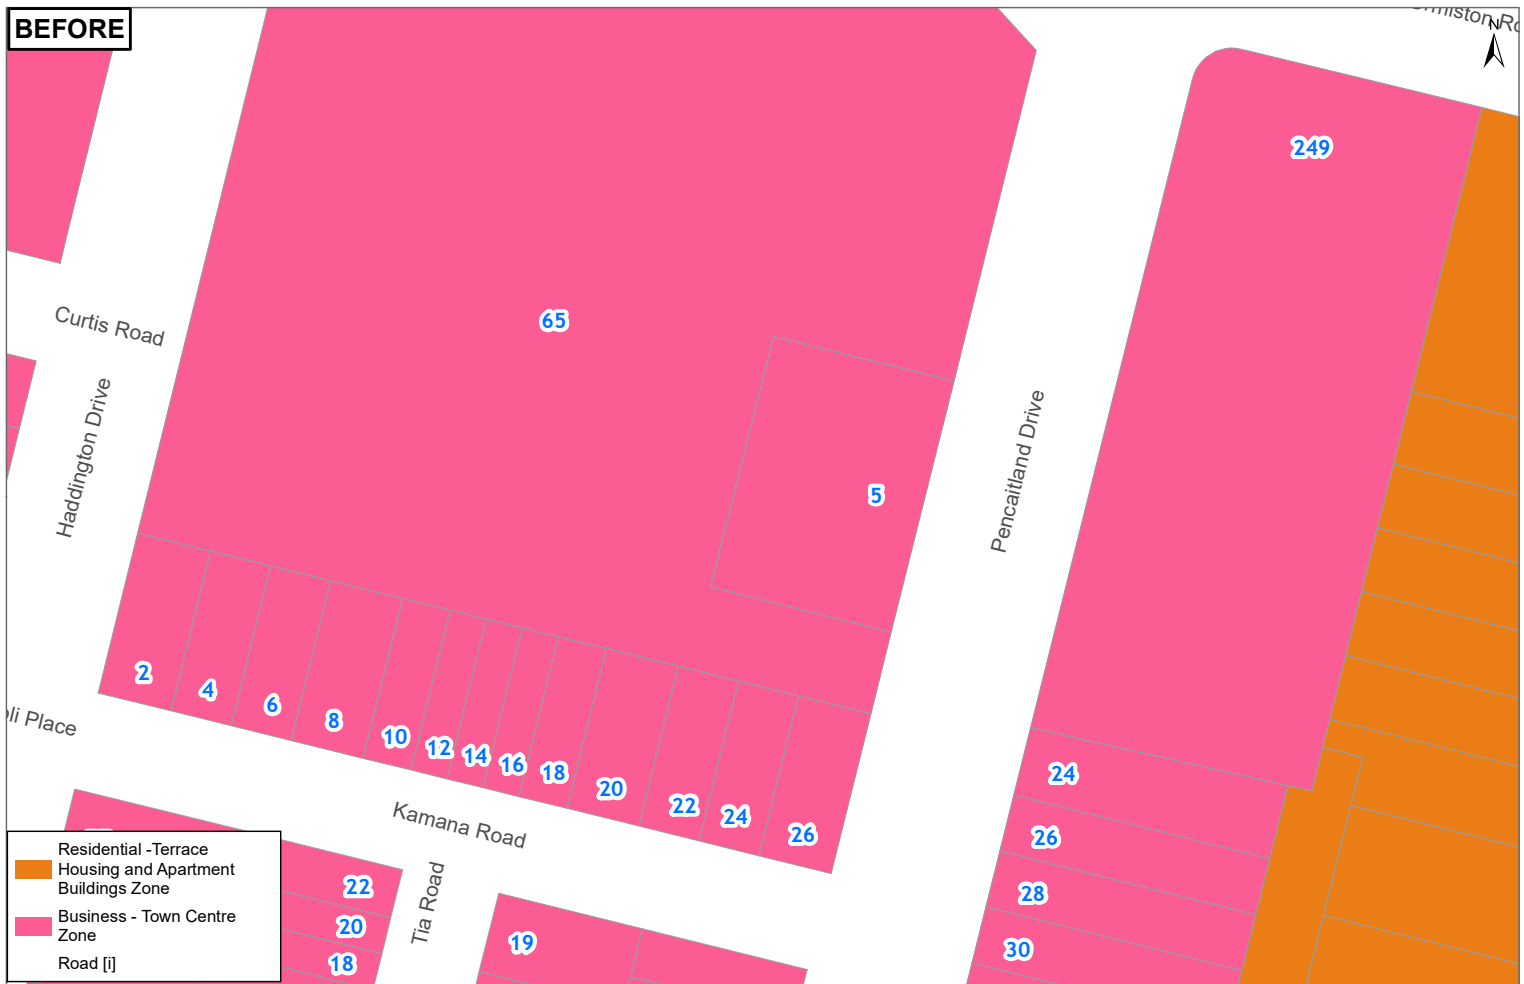 BEFORE
N
249
65
Curtis Road
Haddington Drive
Pencaitland Drive
5
2
4
6
8
10
12
14
16
18
20
22
24
26
Place
Kamana Road
Tia Road
24
26
28
30
22
20
18
19
Residential -Terrace
Housing and Apartment
Buildings Zone
Business - Town Centre
Zone
Road [i]